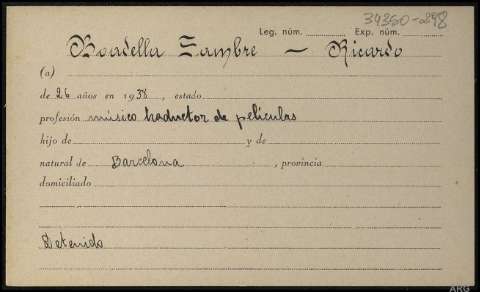 34350-298
Leg. núm. Exp. núm.
Boadella Zambre — Ricardo
(a)
de 26 años en 1938, estado
profesión músico traductor de películas
hijo de y de
natural de Barcelona, provincia
domiciliado
Detenido
ARG